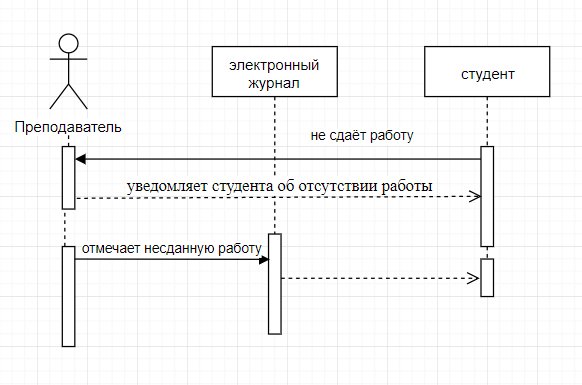 электронный
журнал
студент
Преподаватель
не сдаёт работу
уведомляет студента об отсутствии работы
отмечает несданную работу